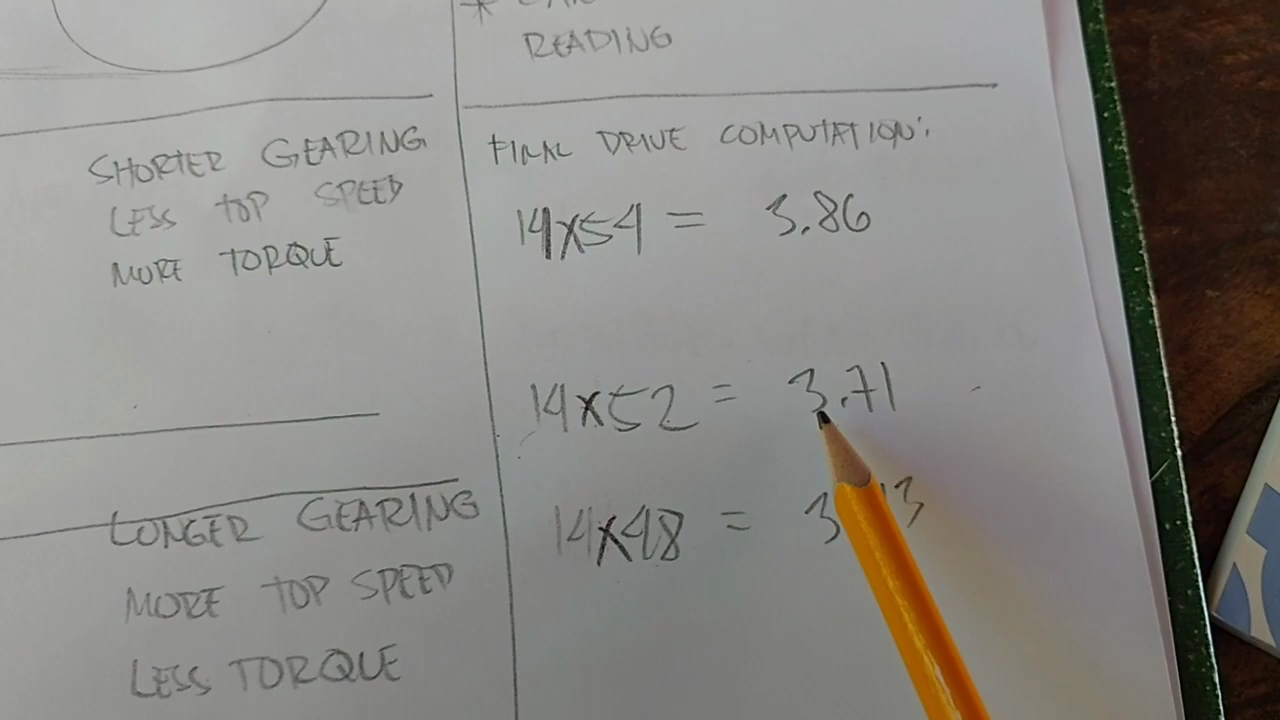 READING
SHORTER GEARING
LESS TOP SPEED
MORE TORQUE
FINAL DRIVE COMPUTATION:
14x54 = 3.86
14x52 = 3.71
14x48 =
LONGER GEARING
MORE TOP SPEED
LESS TORQUE